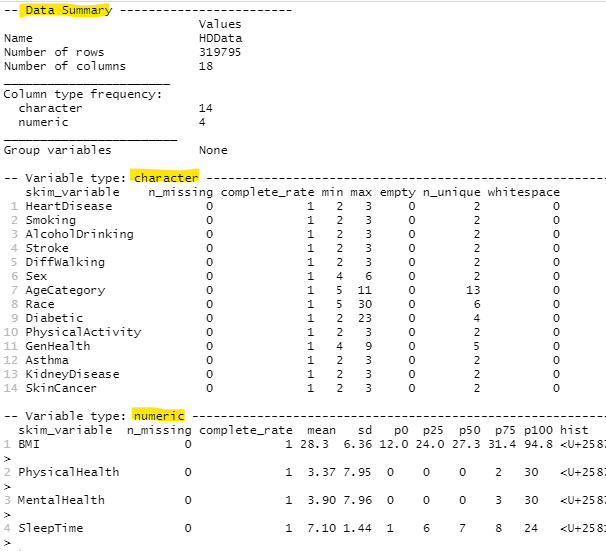 -- Data Summary ------------------------
                           Values
Name                       HDData
Number of rows             319795
Number of columns          18
_______________________
Column type frequency:
  character                14
  numeric                  4
________________________
Group variables            None

-- Variable type: character ------------------------------------------------------
   skim_variable    n_missing complete_rate min max empty n_unique whitespace
 1 HeartDisease             0             1   2   3     0        2          0
 2 Smoking                  0             1   2   3     0        2          0
 3 AlcoholDrinking          0             1   2   3     0        2          0
 4 Stroke                   0             1   2   3     0        2          0
 5 DiffWalking              0             1   2   3     0        2          0
 6 Sex                      0             1   4   6     0        2          0
 7 AgeCategory              0             1   5  11     0       13          0
 8 Race                     0             1   5  30     0        6          0
 9 Diabetic                 0             1   2  23     0        4          0
10 PhysicalActivity         0             1   2   3     0        2          0
11 GenHealth                0             1   4   9     0        5          0
12 Asthma                   0             1   2   3     0        2          0
13 KidneyDisease            0             1   2   3     0        2          0
14 SkinCancer               0             1   2   3     0        2          0

-- Variable type: numeric --------------------------------------------------------
  skim_variable  n_missing complete_rate  mean   sd   p0  p25  p50  p75 p100 hist
1 BMI                    0             1 28.3  6.36 12.0 24.0 27.3 31.4 94.8 <U+2587
>
2 PhysicalHealth         0             1  3.37 7.95  0    0    0    2   30   <U+2587
>
3 MentalHealth           0             1  3.90 7.96  0    0    0    3   30   <U+2587
>
4 SleepTime              0             1  7.10 1.44  1    6    7    8   24   <U+2581
>